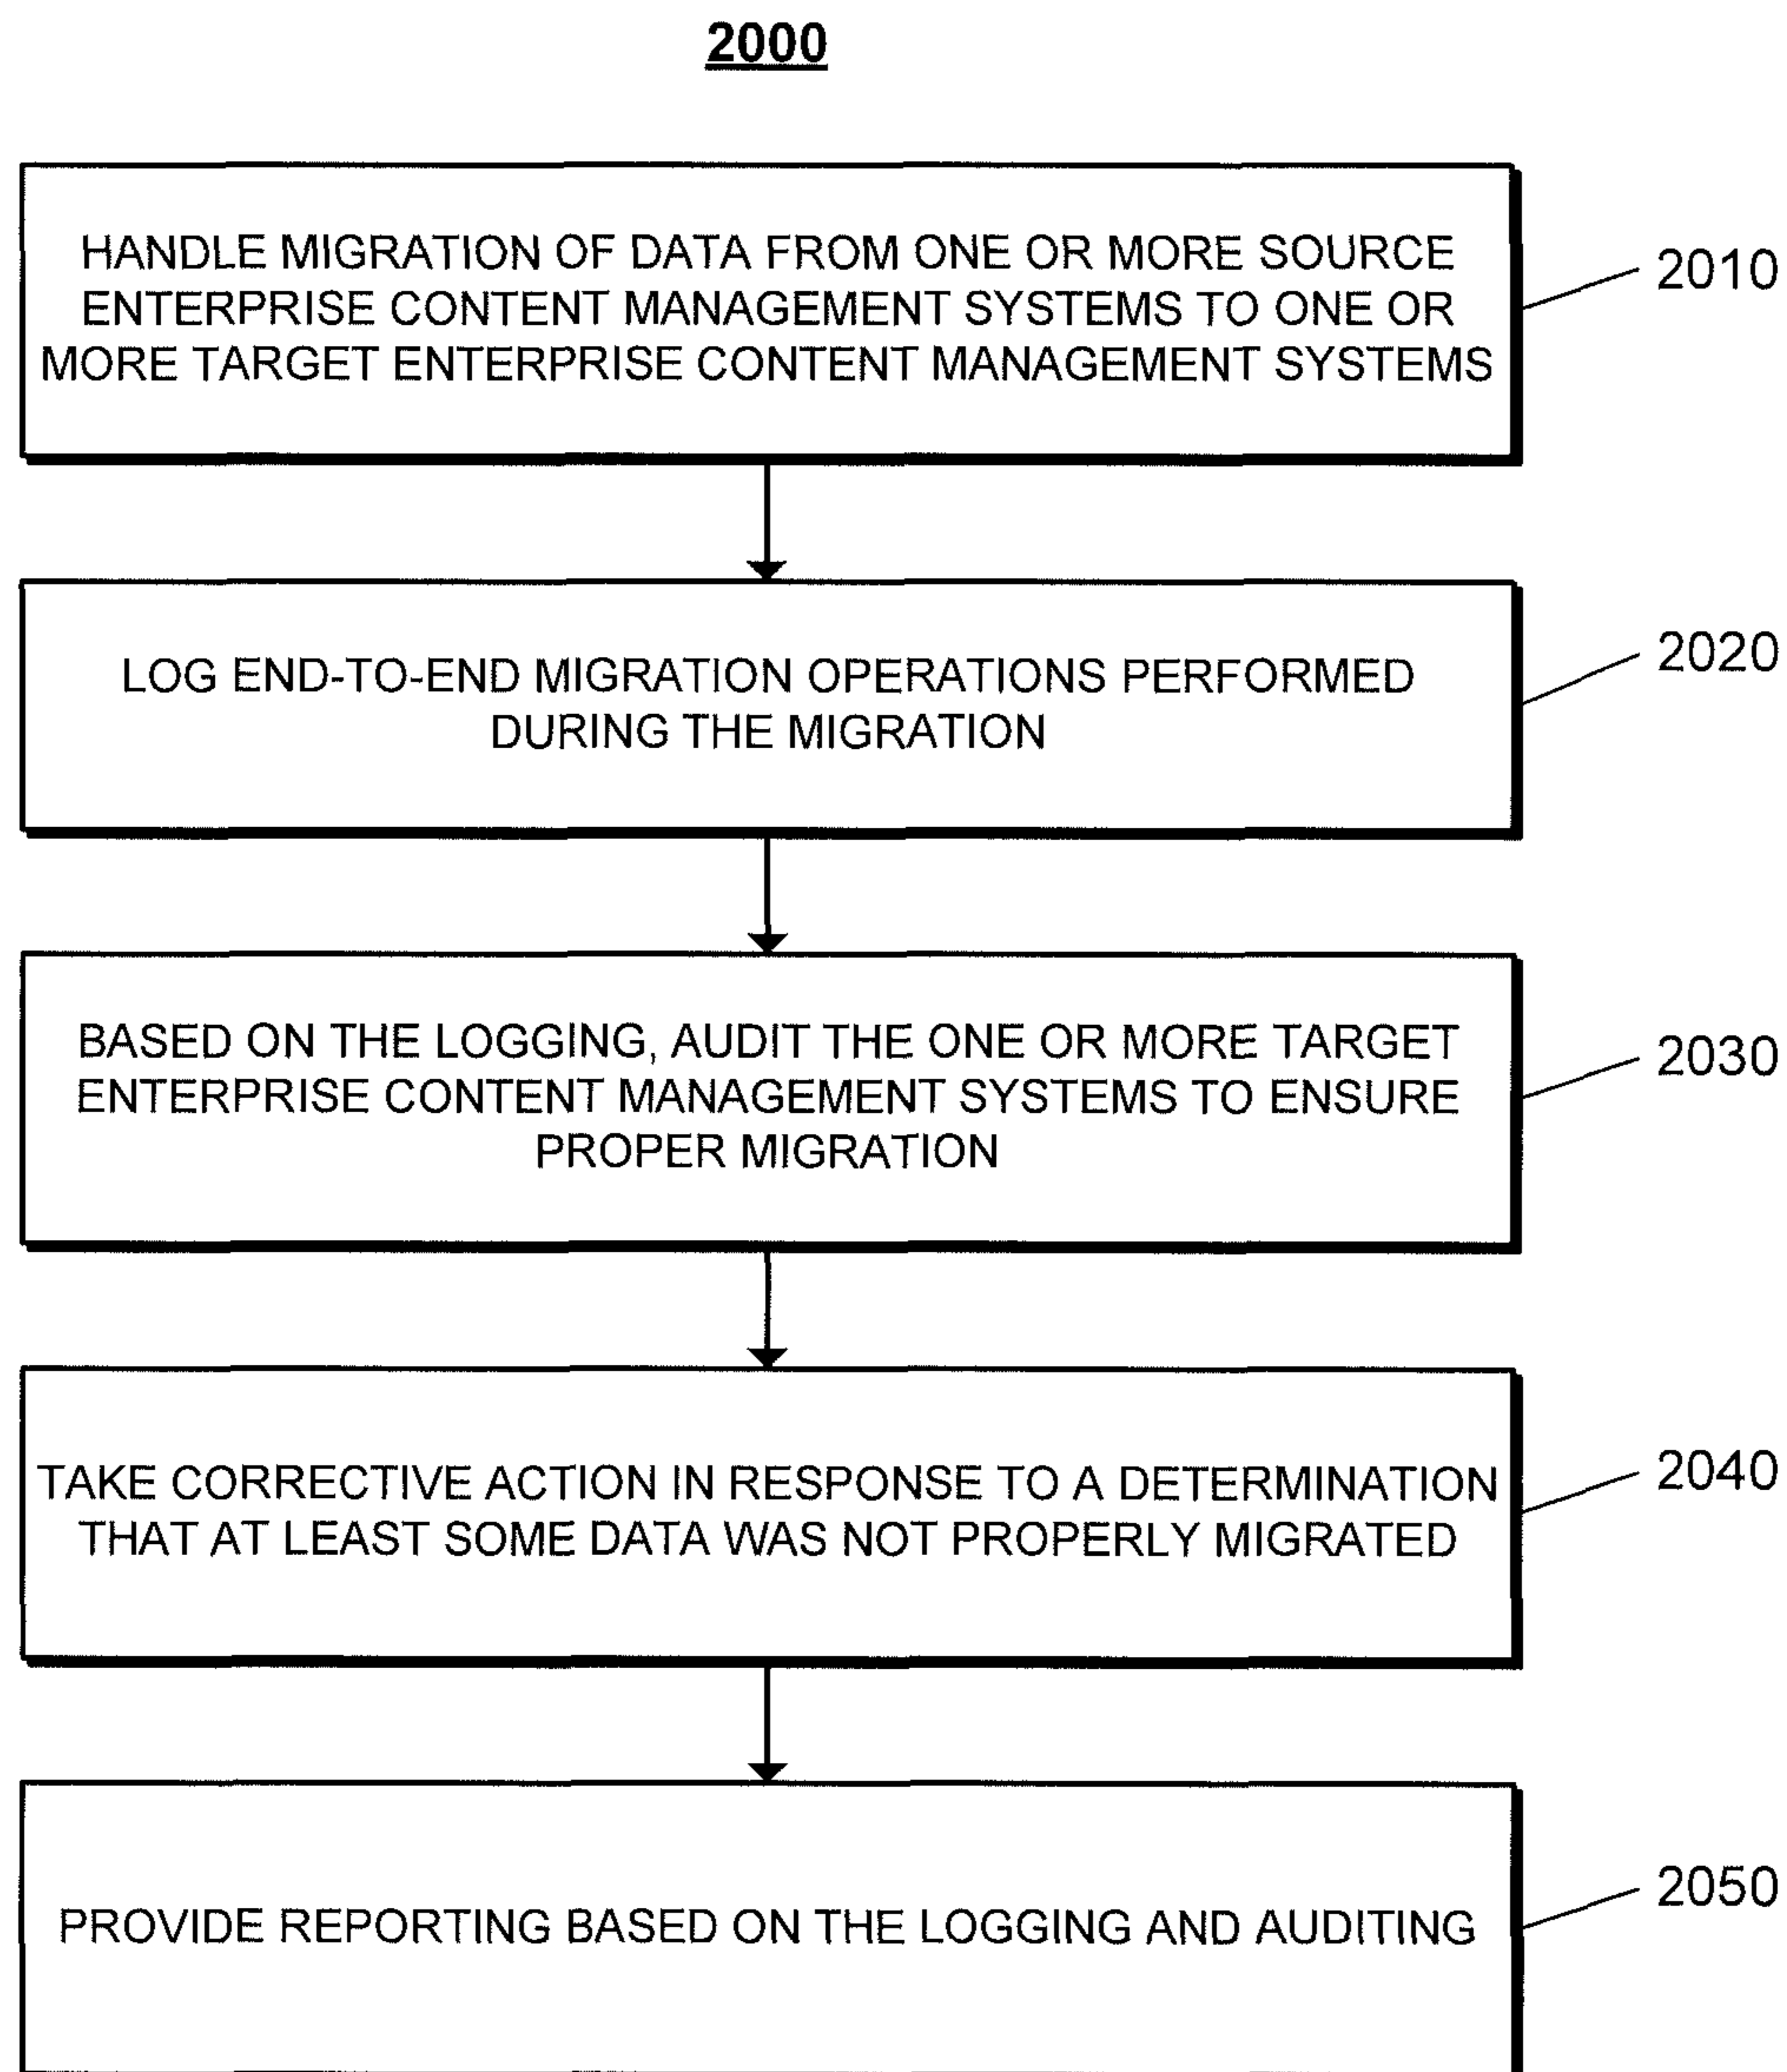 2000
HANDLE MIGRATION OF DATA FROM ONE OR MORE SOURCE
ENTERPRISE CONTENT MANAGEMENT SYSTEMS TO ONE OR
MORE TARGET ENTERPRISE CONTENT MANAGEMENT SYSTEMS
2010
LOG END-TO-END MIGRATION OPERATIONS PERFORMED
DURING THE MIGRATION
2020
BASED ON THE LOGGING, AUDIT THE ONE OR MORE TARGET
ENTERPRISE CONTENT MANAGEMENT SYSTEMS TO ENSURE
PROPER MIGRATION
2030
TAKE CORRECTIVE ACTION IN RESPONSE TO A DETERMINATION
THAT AT LEAST SOME DATA WAS NOT PROPERLY MIGRATED
2040
PROVIDE REPORTING BASED ON THE LOGGING AND AUDITING
2050